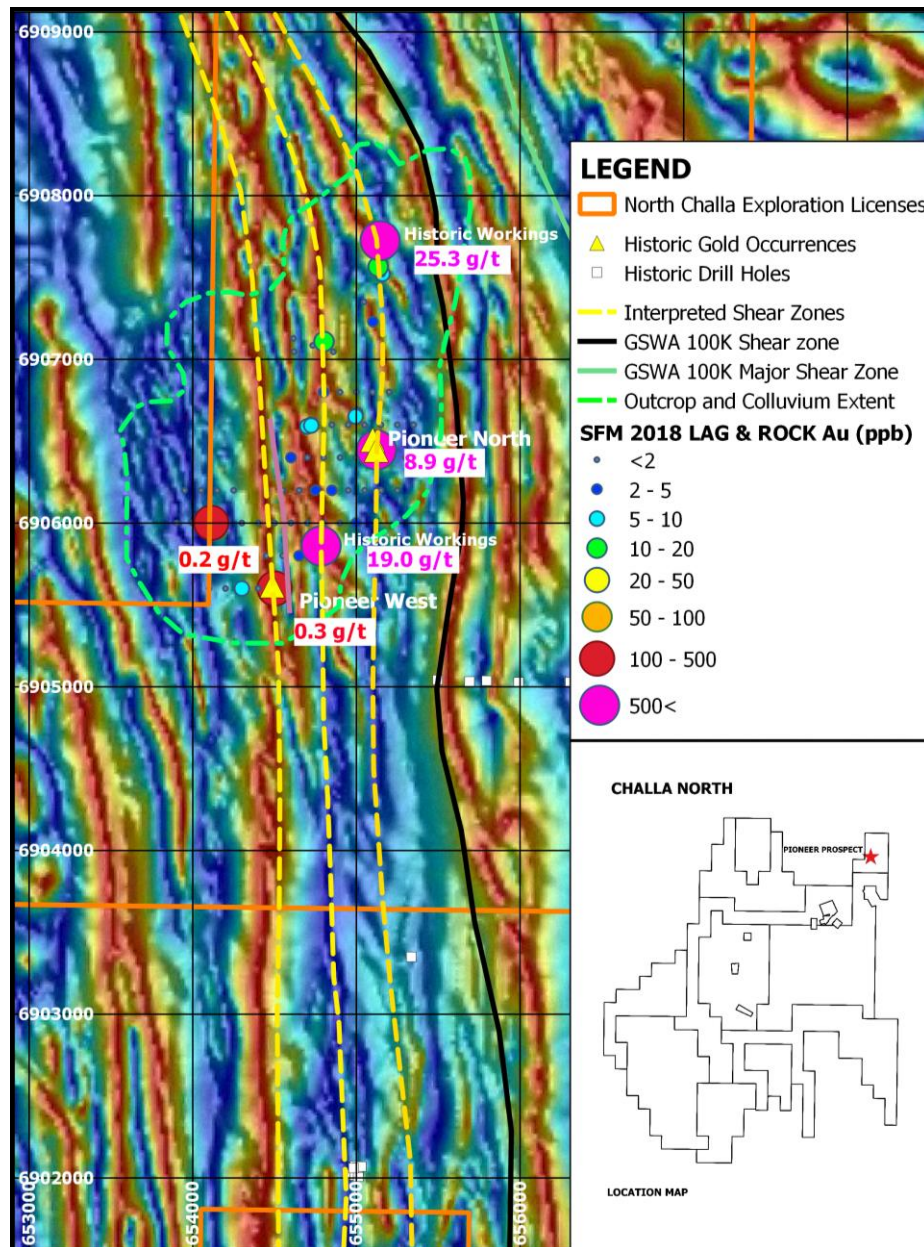 6909000
6908000
Historic Workings
25.3 g/t
6907000
Pioneer North
8.9 g/t
6906000
Historic Workings
0.2 g/t
19.0 g/t
Pioneer West
0.3 g/t
6905000
6904000
6903000
6902000
653000
654000
655000
656000
LEGEND
North Challa Exploration Licenses
Historic Gold Occurrences
Historic Drill Holes
Interpreted Shear Zones
GSWA 100K Shear zone
GSWA 100K Major Shear Zone
Outcrop and Colluvium Extent
SFM 2018 LAG & ROCK Au (ppb)
<2
2 - 5
5 - 10
10 - 20
20 - 50
50 - 100
100 - 500
500<
CHALLA NORTH
PIONEER PROSPECT
LOCATION MAP